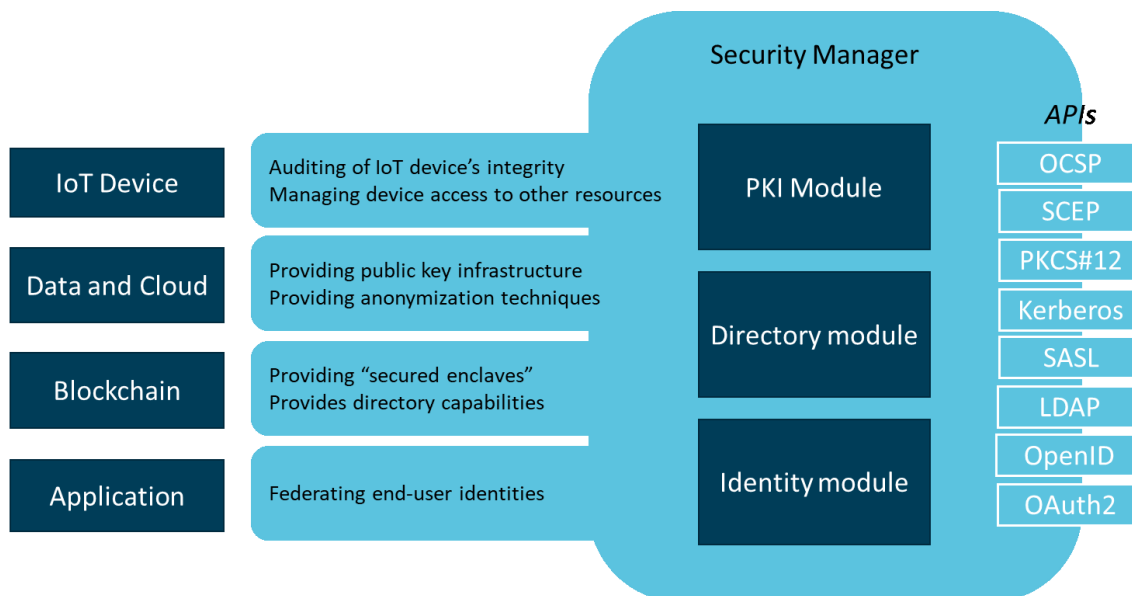 Security Manager
APIs
IoT Device
Auditing of IoT device’s integrity
Managing device access to other resources
PKI Module
OCSP
SCEP
Data and Cloud
Providing public key infrastructure
Providing anonymization techniques
PKCS#12
Kerberos
Directory module
SASL
Blockchain
Providing “secured enclaves”
Provides directory capabilities
LDAP
Application
Federating end-user identities
Identity module
OpenID
OAuth2